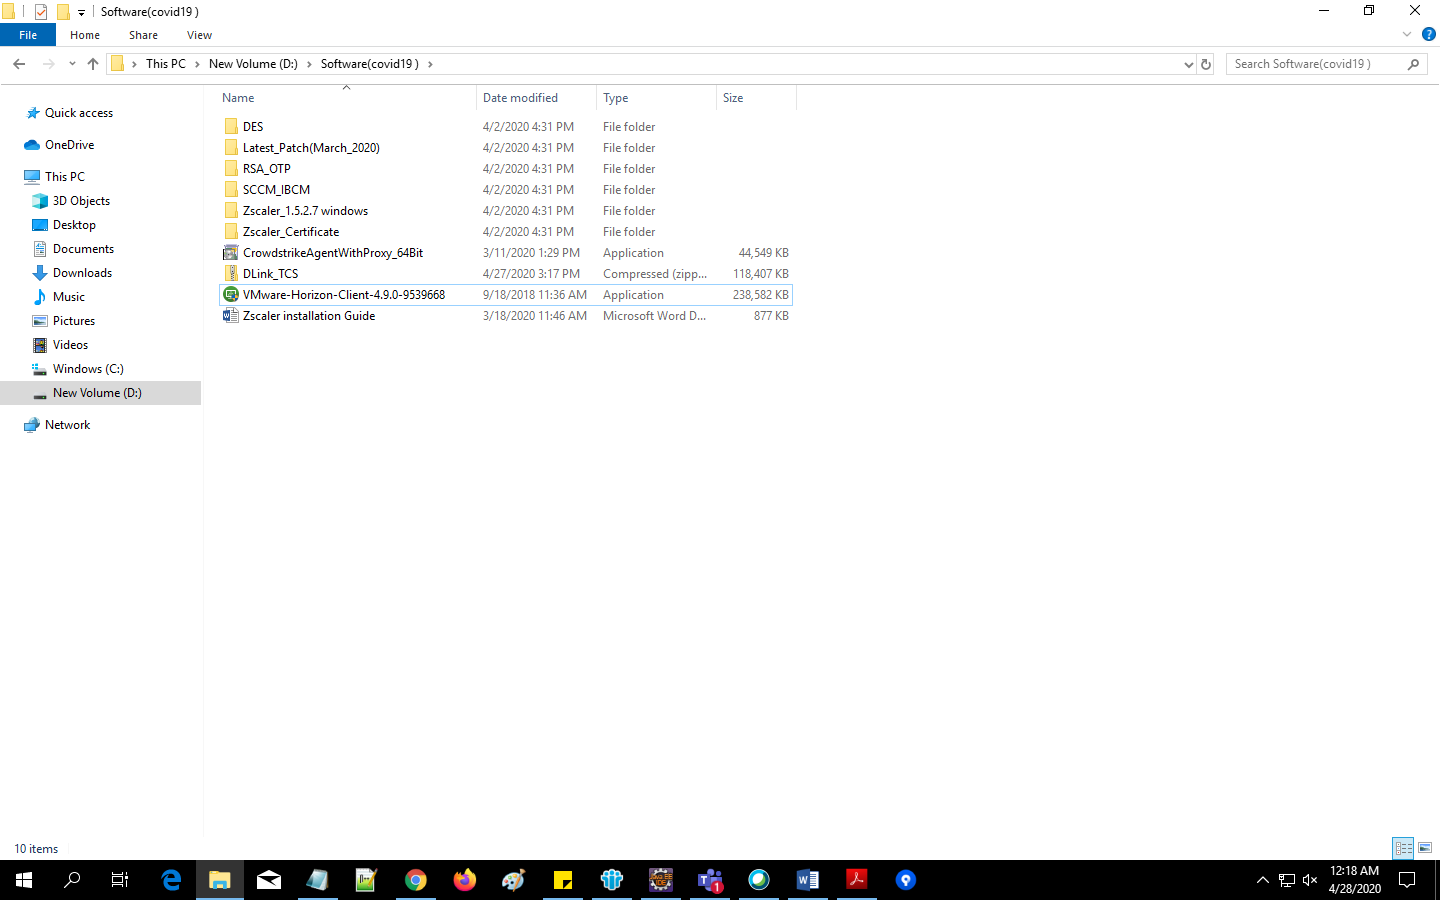 Software(covid19 )
File Home Share View
This PC New Volume (D:) Software(covid19 ) Search Software(covid19 )
Name Date modified Type Size
Quick access
OneDrive
This PC
3D Objects
Desktop
Documents
Downloads
Music
Pictures
Videos
Windows (C:)
New Volume (D:)
Network
DES 4/2/2020 4:31 PM File folder
Latest_Patch(March_2020) 4/2/2020 4:31 PM File folder
RSA_OTP 4/2/2020 4:31 PM File folder
SCCM_IBCM 4/2/2020 4:31 PM File folder
Zscaler_1.5.2.7 windows 4/2/2020 4:31 PM File folder
Zscaler_Certificate 4/2/2020 4:31 PM File folder
CrowdstrikeAgentWithProxy_64Bit 3/11/2020 1:29 PM Application 44,549 KB
DLink_TCS 4/27/2020 3:17 PM Compressed (zipp... 118,407 KB
VMware-Horizon-Client-4.9.0-9539668 9/18/2018 11:36 AM Application 238,582 KB
Zscaler installation Guide 3/18/2020 11:46 AM Microsoft Word D... 877 KB
10 items
12:18 AM
4/28/2020